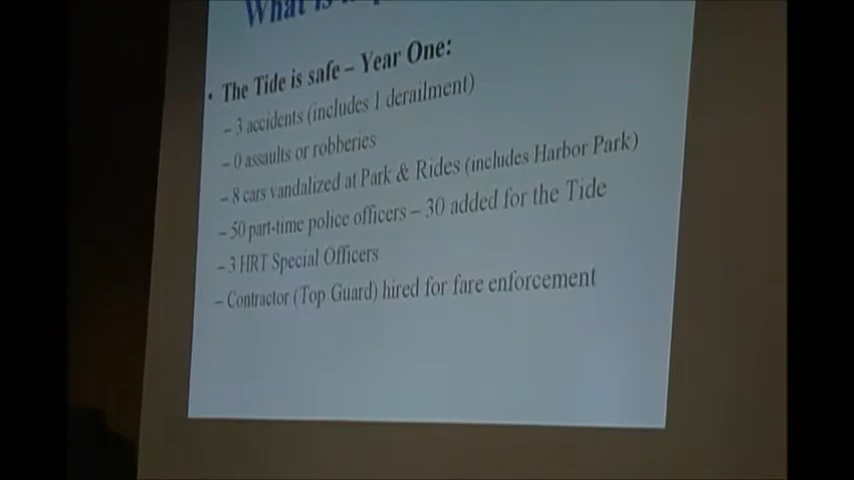 What is
• The Tide is safe – Year One:
– 3 accidents (includes 1 derailment)
– 0 assaults or robberies
– 8 cars vandalized at Park & Rides (includes Harbor Park)
– 50 part-time police officers – 30 added for the Tide
– 3 HRT Special Officers
– Contractor (Top Guard) hired for fare enforcement